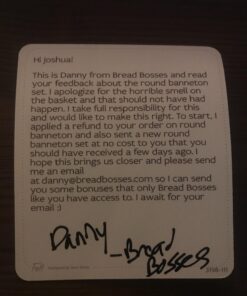 Hi Joshua!
This is Danny from Bread Bosses and read
your feedback about the round banneton
set. I apologize for the horrible smell on
the basket and that should not have had
happen. I take full responsibility for this
and would like to make this right. To start, I
applied a refund to your order on round
banneton and also sent a new round
banneton set at no cost to you that you
should have received a few days ago. I
hope this brings us closer and please send
me an email
at danny@breadbosses.com so I can send
you some bonuses that only Bread Bosses
like you have access to. I await for your
email :)
Danny
-Bread
Bosses